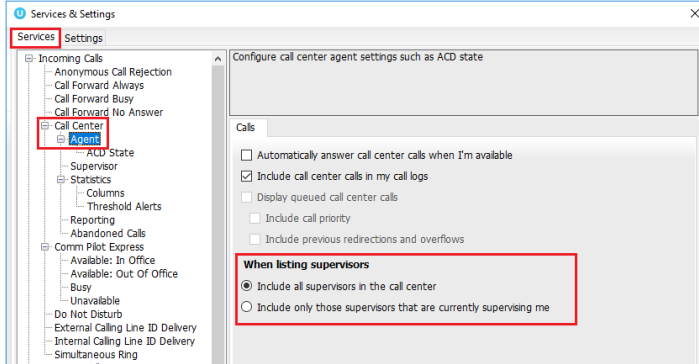 Services & Settings
Services Settings
Incoming Calls
Anonymous Call Rejection
Call Forward Always
Call Forward Busy
Call Forward No Answer
Call Center
Agent
ACD State
Supervisor
Statistics
Columns
Threshold Alerts
Reporting
Abandoned Calls
Comm Pilot Express
Available: In Office
Available: Out Of Office
Busy
Unavailable
Do Not Disturb
External Calling Line ID Delivery
Internal Calling Line ID Delivery
Simultaneous Ring
Configure call center agent settings such as ACD state
Calls
Automatically answer call center calls when I'm available
Include call center calls in my call logs
Display queued call center calls
Include call priority
Include previous redirections and overflows
When listing supervisors
Include all supervisors in the call center
Include only those supervisors that are currently supervising me